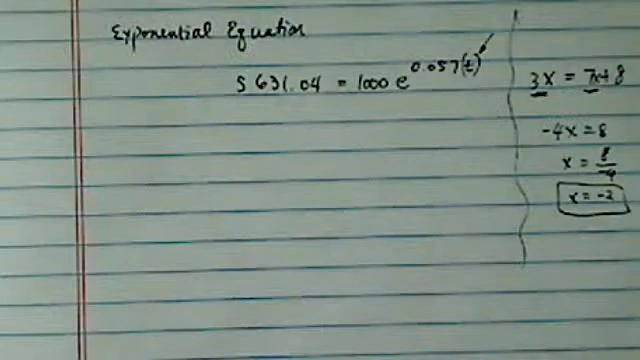 Exponential Equation
5631.04 = 1000 e^0.057(t)
3x = 7x+8
-4x = 8
x = 8/-4
x = -2